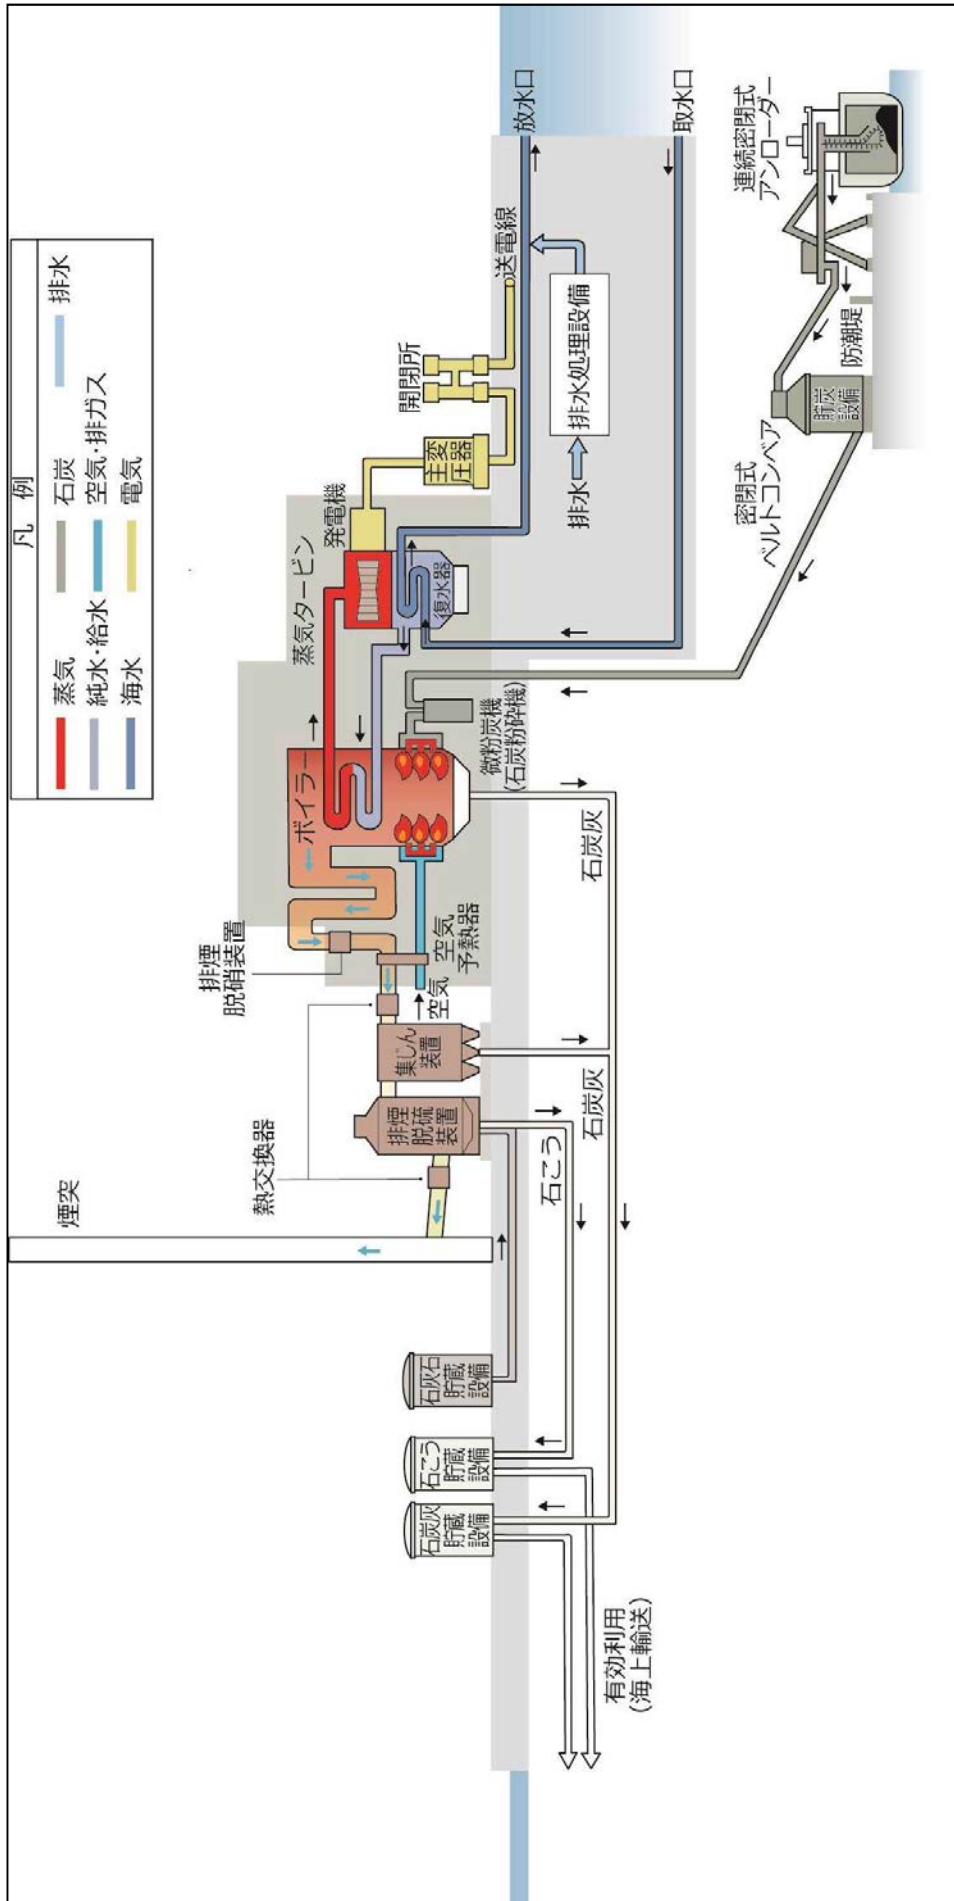 凡 例
蒸気
石炭
排水
純水・給水
空気・排ガス
海水
電気
煙突
熱交換器
排煙
脱硝装置
ボイラー
蒸気タービン
発電機
主変
圧器
開閉所
送電線
放水口
取水口
復水器
排水
排水処理設備
空気
予熱器
空気
集じん
装置
排煙
脱硫
装置
微粉炭機
(石炭粉砕機)
石炭灰
石炭灰
石こう
石灰石
貯蔵
設備
石こう
貯蔵
設備
石炭灰
貯蔵
設備
有効利用
(海上輸送)
密閉式
ベルトコンベア
貯炭
設備
防潮堤
連続密閉式
アンローダー